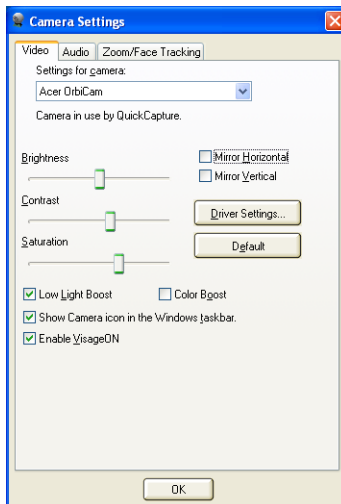 Camera Settings
Video Audio Zoom/Face Tracking
Settings for camera:
Acer OrbiCam
Camera in use by QuickCapture.
Brightness
Mirror Horizontal
Mirror Vertical
Contrast
Driver Settings...
Saturation
Default
Low Light Boost Color Boost
Show Camera icon in the Windows taskbar.
Enable VisageON
OK